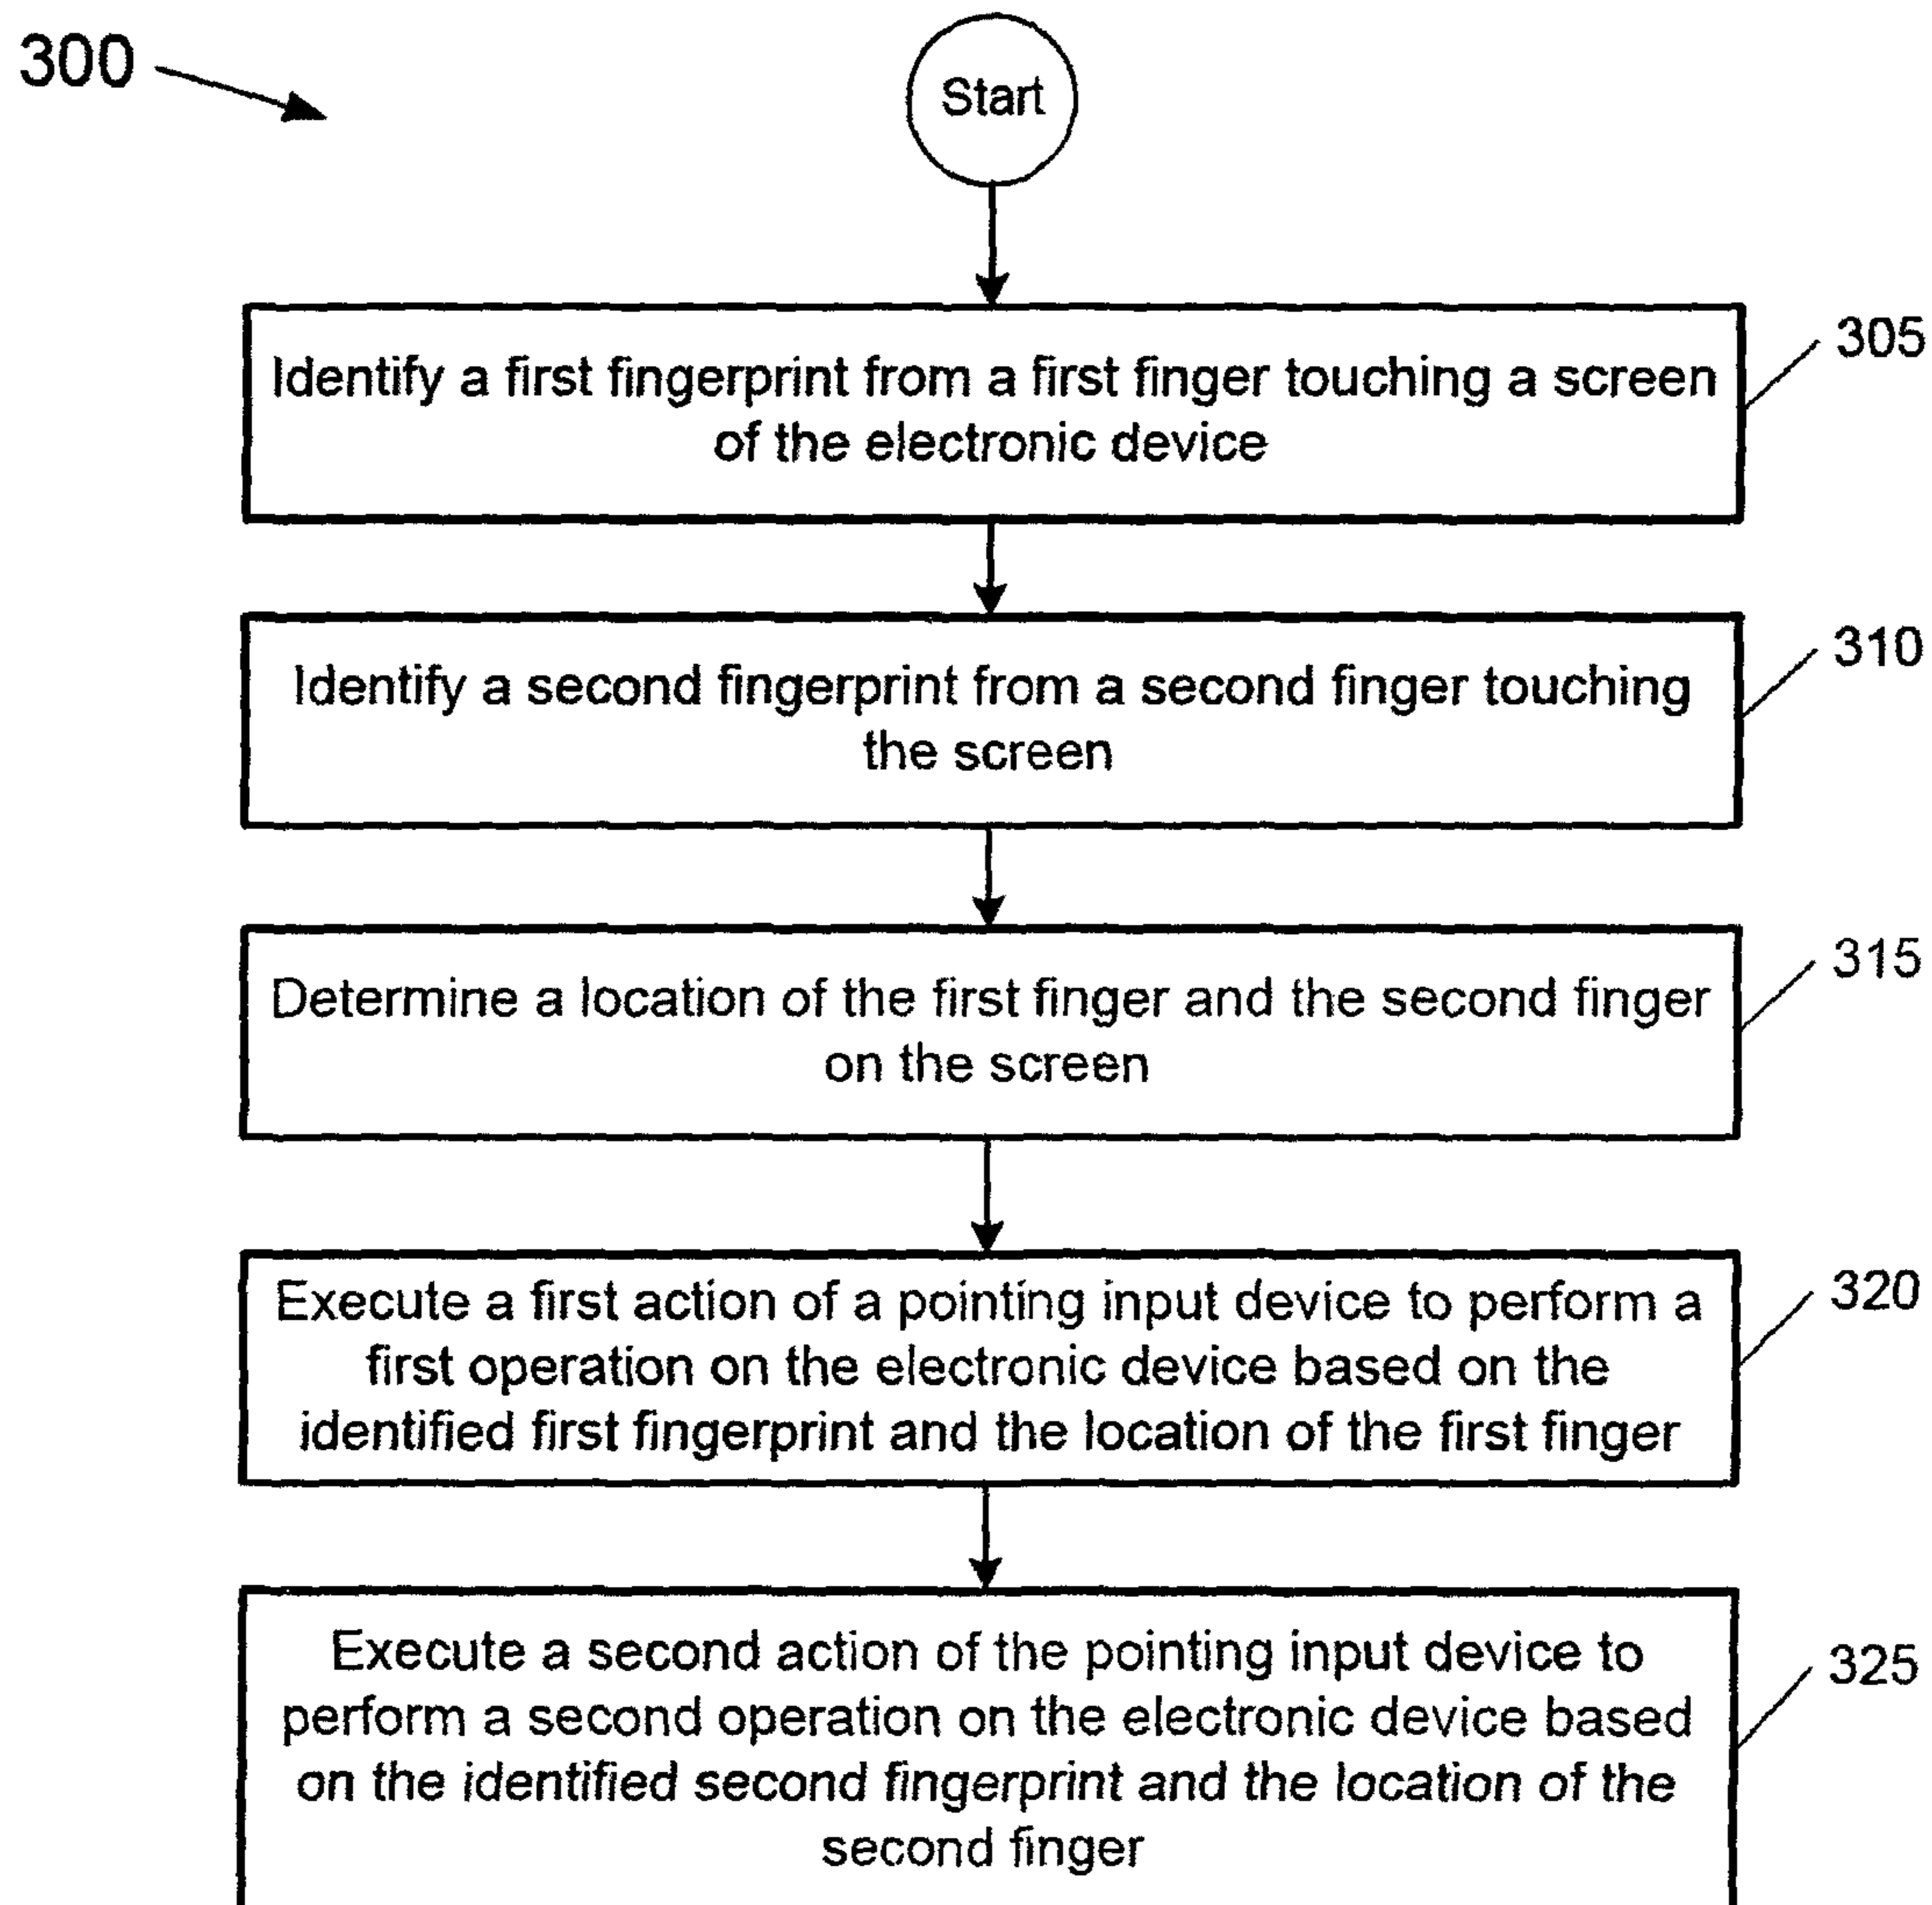 300
Start
Identify a first fingerprint from a first finger touching a screen
of the electronic device
305
Identify a second fingerprint from a second finger touching
the screen
310
Determine a location of the first finger and the second finger
on the screen
315
Execute a first action of a pointing input device to perform a
first operation on the electronic device based on the
identified first fingerprint and the location of the first finger
320
Execute a second action of the pointing input device to
perform a second operation on the electronic device based
on the identified second fingerprint and the location of the
second finger
325